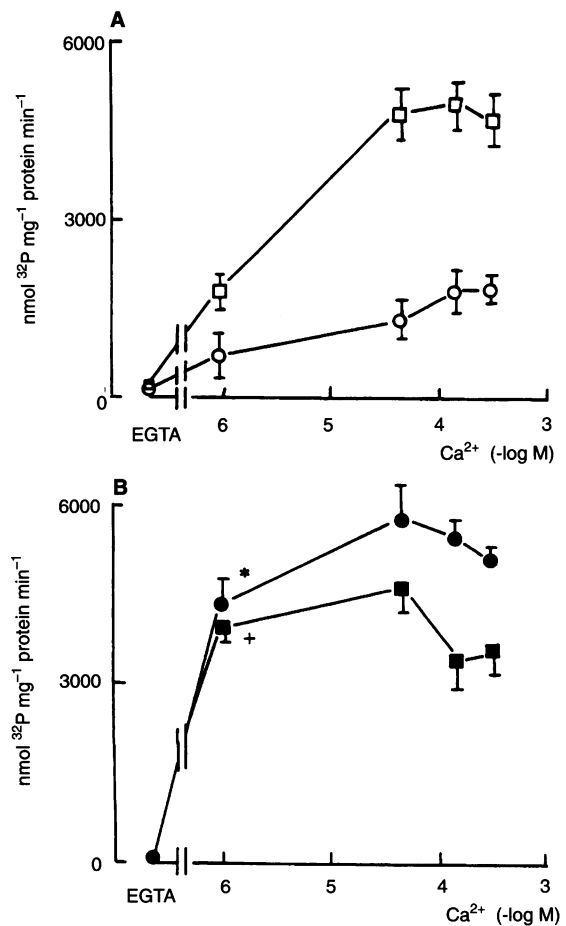 A
6000
3000
0
nmol ³²P mg⁻¹ protein min⁻¹
EGTA
6 5 4 3
Ca²⁺ (-log M)
B
6000
3000
0
nmol ³²P mg⁻¹ protein min⁻¹
*
+
EGTA
6 5 4 3
Ca²⁺ (-log M)